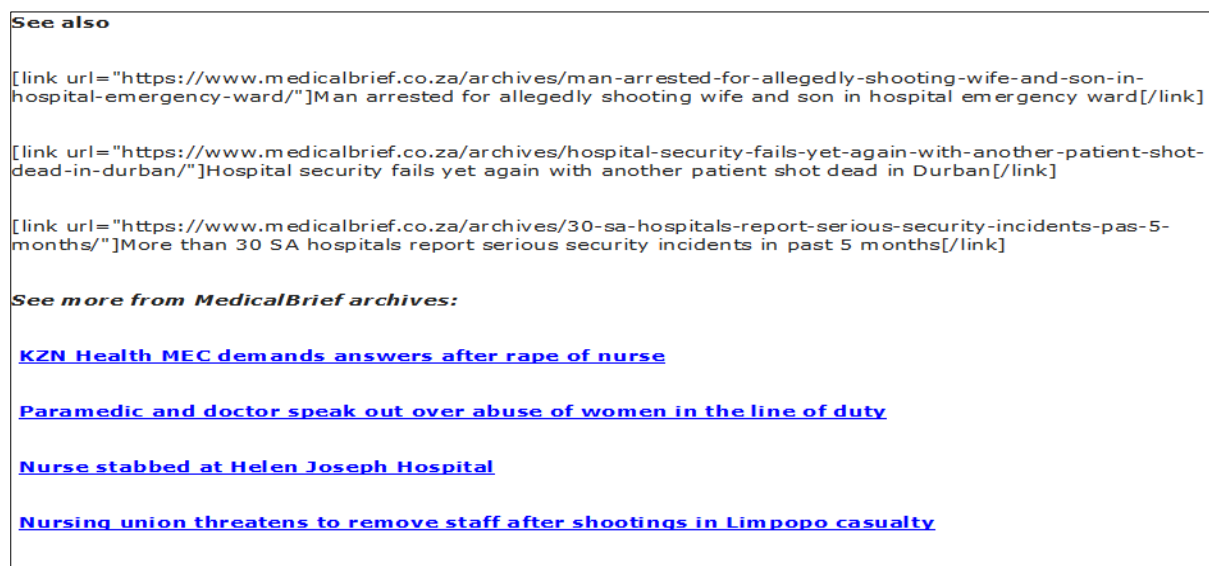 See also
[link url="https://www.medicalbrief.co.za/archives/man-arrested-for-allegedly-shooting-wife-and-son-in-
hospital-emergency-ward/"]Man arrested for allegedly shooting wife and son in hospital emergency ward[/link]
[link url="https://www.medicalbrief.co.za/archives/hospital-security-fails-yet-again-with-another-patient-shot-
dead-in-durban/"]Hospital security fails yet again with another patient shot dead in Durban[/link]
[link url="https://www.medicalbrief.co.za/archives/30-sa-hospitals-report-serious-security-incidents-pas-5-
months/"]More than 30 SA hospitals report serious security incidents in past 5 months[/link]
See more from MedicalBrief archives:
KZN Health MEC demands answers after rape of nurse
Paramedic and doctor speak out over abuse of women in the line of duty
Nurse stabbed at Helen Joseph Hospital
Nursing union threatens to remove staff after shootings in Limpopo casualty